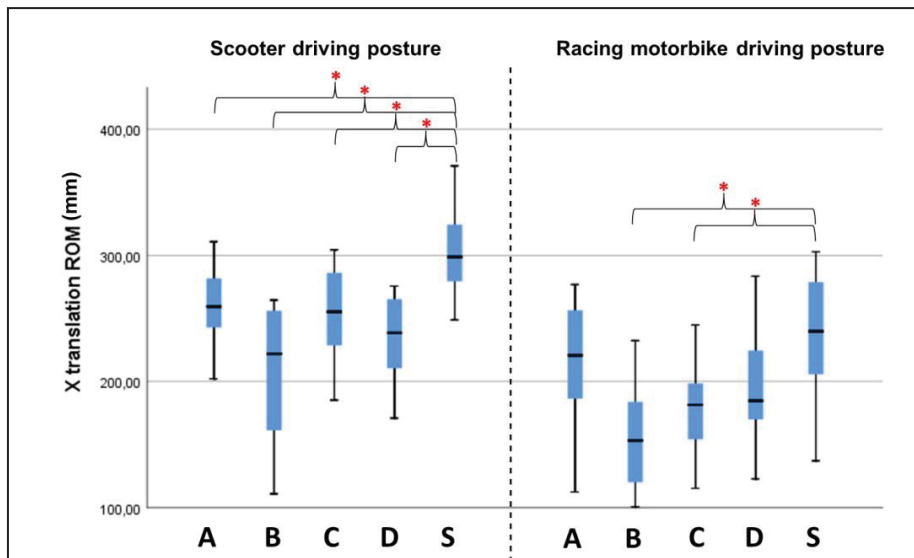 Scooter driving posture
Racing motorbike driving posture
*
*
*
*
*
*
X translation ROM (mm)
400,00
300,00
200,00
100,00
A B C D S A B C D S